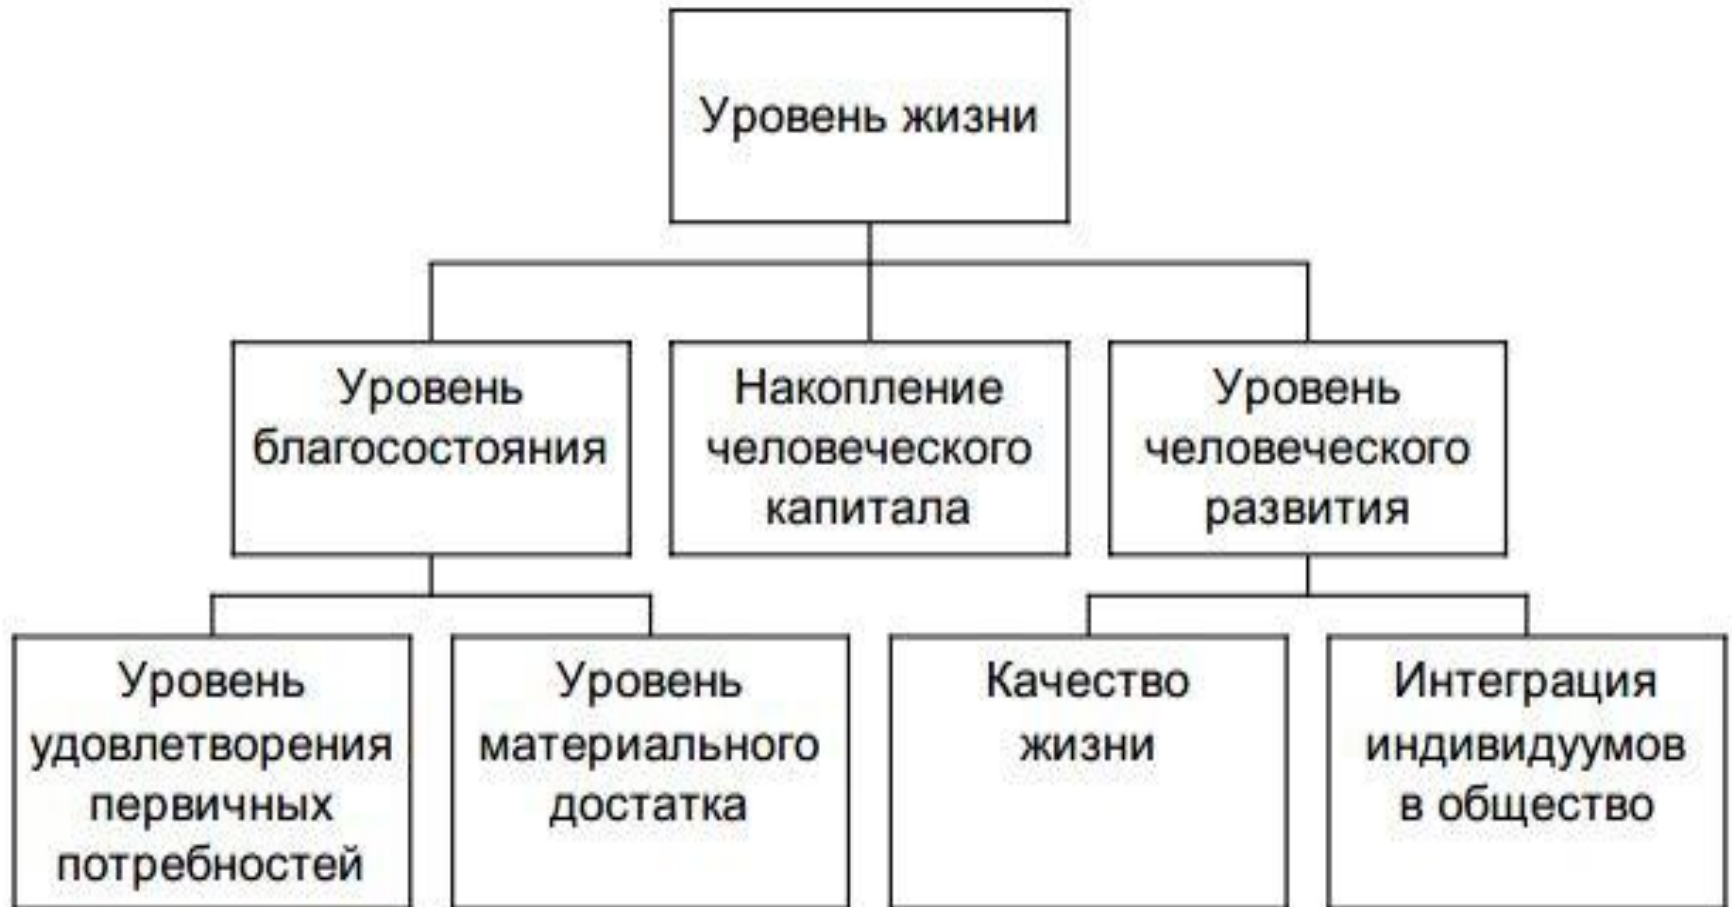 Уровень жизни
Уровень
благосостояния
Накопление
человеческого
капитала
Уровень
человеческого
развития
Уровень
удовлетворения
первичных
потребностей
Уровень
материального
достатка
Качество
жизни
Интеграция
индивидуумов
в общество